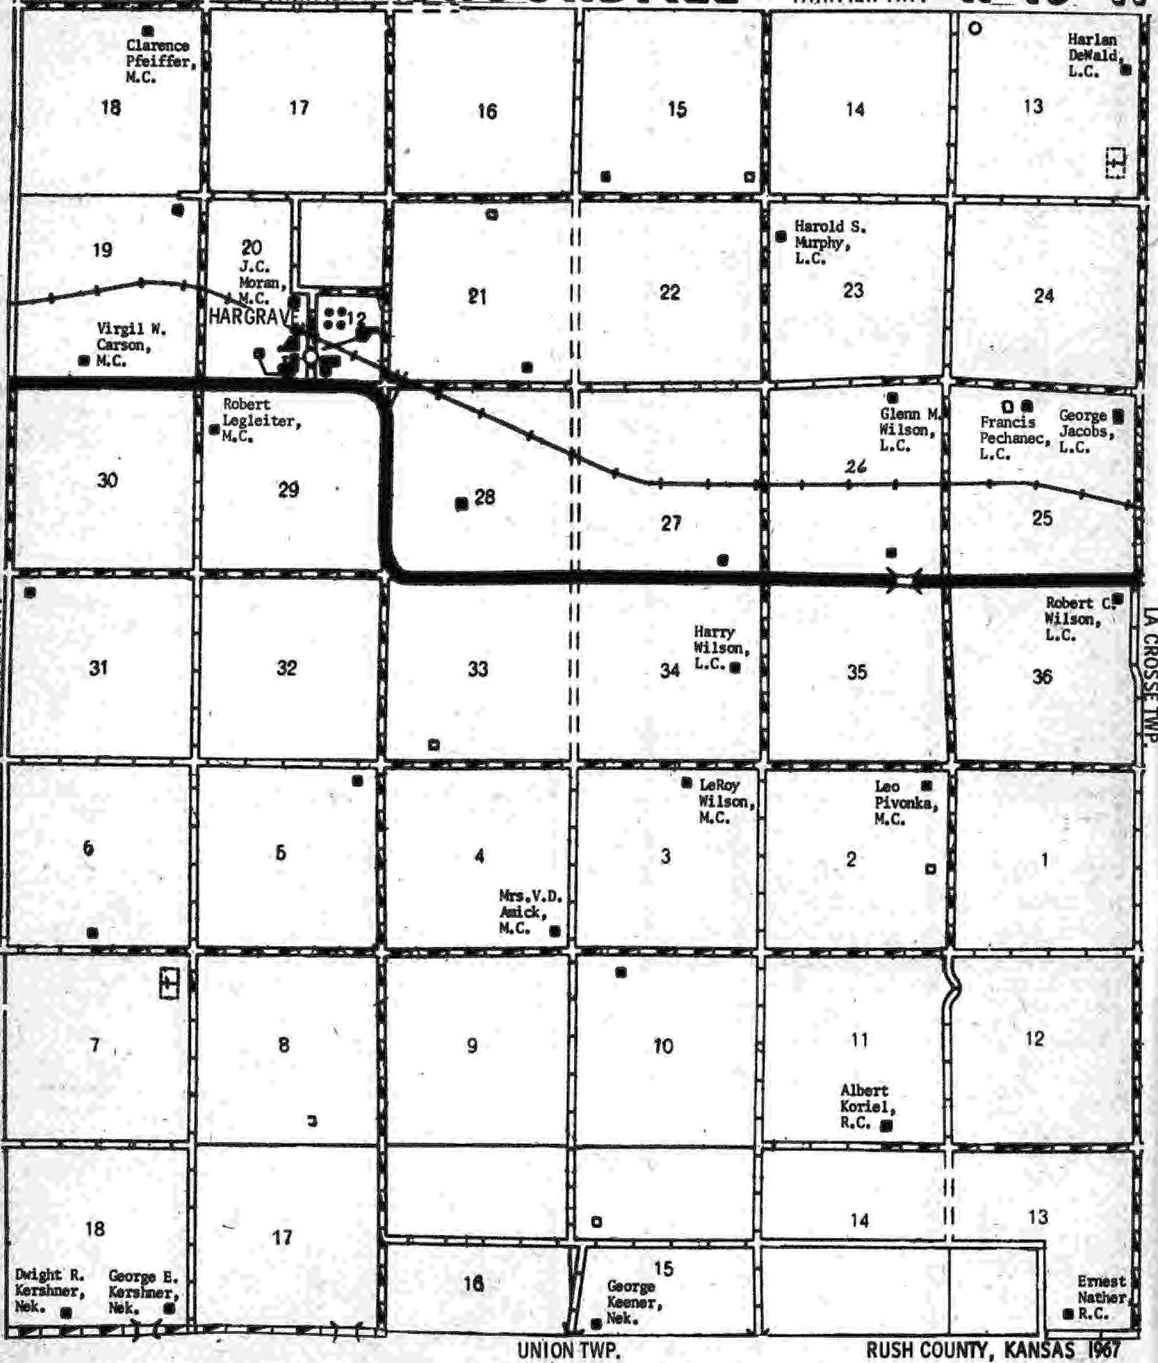 Clarence
Pfeiffer,
M.C.
Harlan
DeWald,
L.C.
18
17
16
15
14
13
19
20
J.C.
Moran,
M.C.
HARGRAVE
12
21
22
Harold S.
Murphy,
L.C.
23
24
Virgil W.
Carson,
M.C.
Robert
Legleiter,
M.C.
Glenn M.
Wilson,
L.C.
Francis
Pechanec,
L.C.
George
Jacobs,
L.C.
30
29
28
27
26
25
Robert C.
Wilson,
L.C.
LA CROSSE TWP.
31
32
33
Harry
Wilson,
L.C.
34
35
36
LeRoy
Wilson,
M.C.
Leo
Pivonka,
M.C.
6
5
4
3
2
1
Mrs.V.D.
Amick,
M.C.
7
8
9
10
11
12
Albert
Koriel,
R.C.
18
17
16
15
14
13
Dwight R.
Kershner,
Nek.
George E.
Kershner,
Nek.
George
Keener,
Nek.
Ernest
Nather,
R.C.
UNION TWP.
RUSH COUNTY, KANSAS 1967